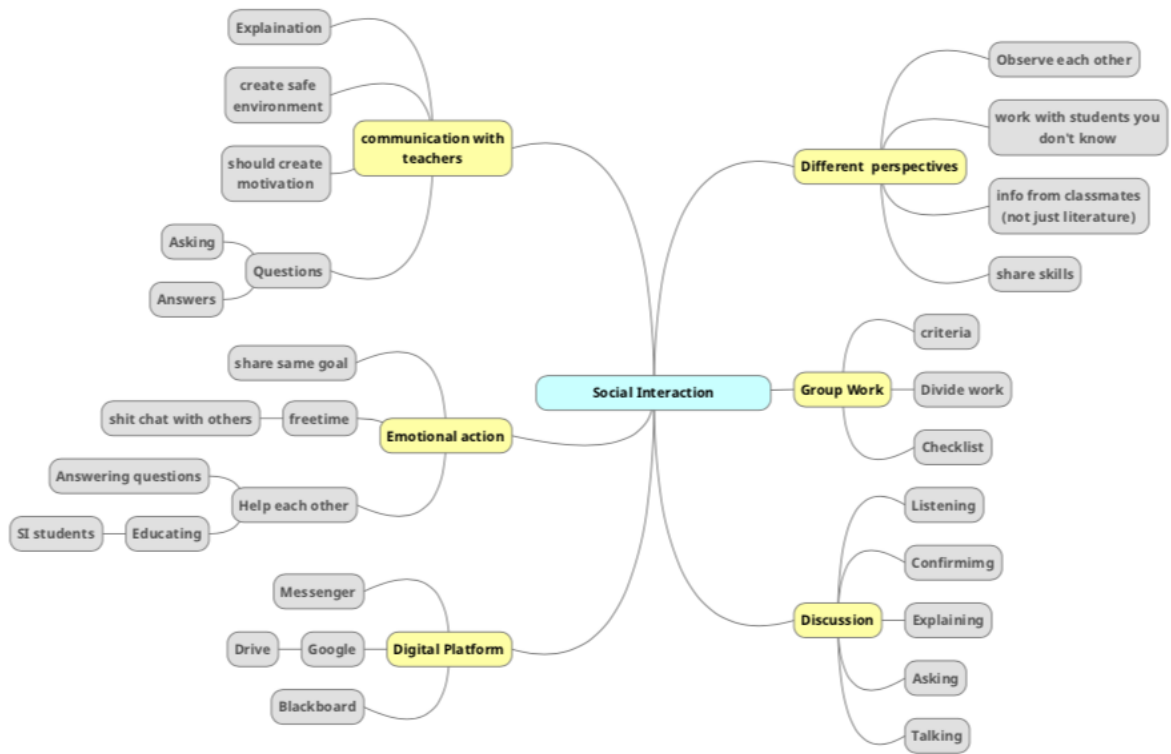 Social Interaction
communication with
teachers
Explaination
create safe
environment
should create
motivation
Questions
Asking
Answers
Emotional action
share same goal
freetime
shit chat with others
Help each other
Answering questions
Educating
SI students
Digital Platform
Messenger
Google
Drive
Blackboard
Different perspectives
Observe each other
work with students you
don't know
info from classmates
(not just literature)
share skills
Group Work
criteria
Divide work
Checklist
Discussion
Listening
Confirmimg
Explaining
Asking
Talking